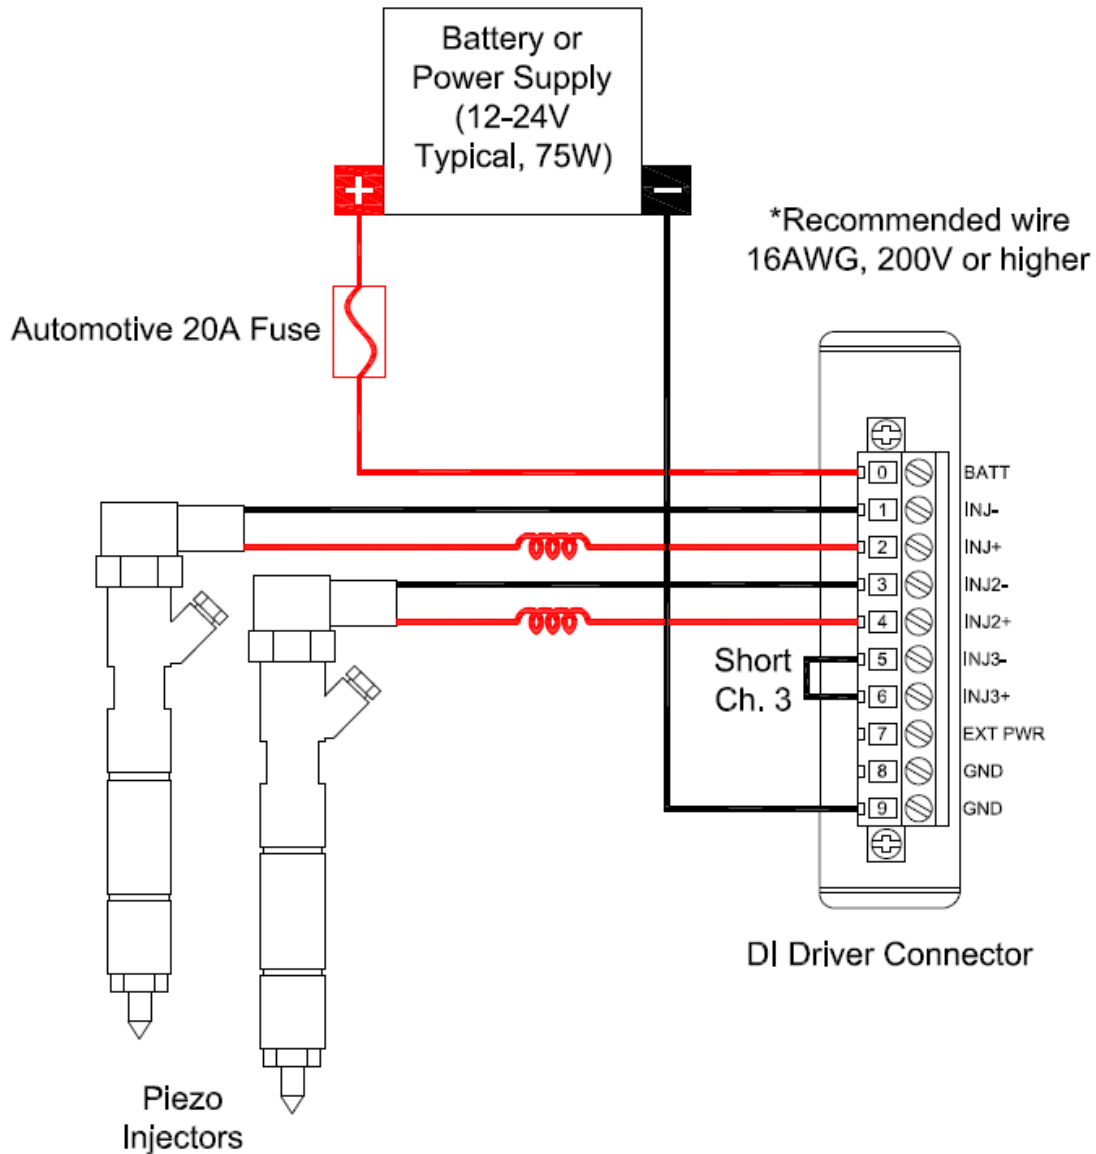 Battery or
Power Supply
(12-24V
Typical, 75W)
+
−
*Recommended wire
16AWG, 200V or higher
Automotive 20A Fuse
0 BATT
1 INJ-
2 INJ+
3 INJ2-
4 INJ2+
Short
Ch. 3
5 INJ3-
6 INJ3+
7 EXT PWR
8 GND
9 GND
DI Driver Connector
Piezo
Injectors